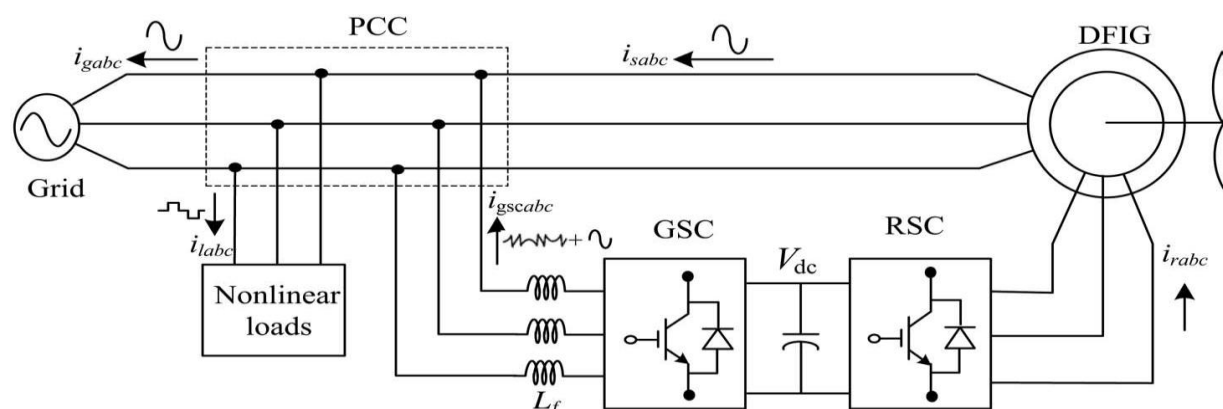 PCC
DFIG
i_gabc
i_sabc
Grid
i_labc
i_gscabc
GSC
RSC
V_dc
i_rabc
+
Nonlinear
loads
L_f